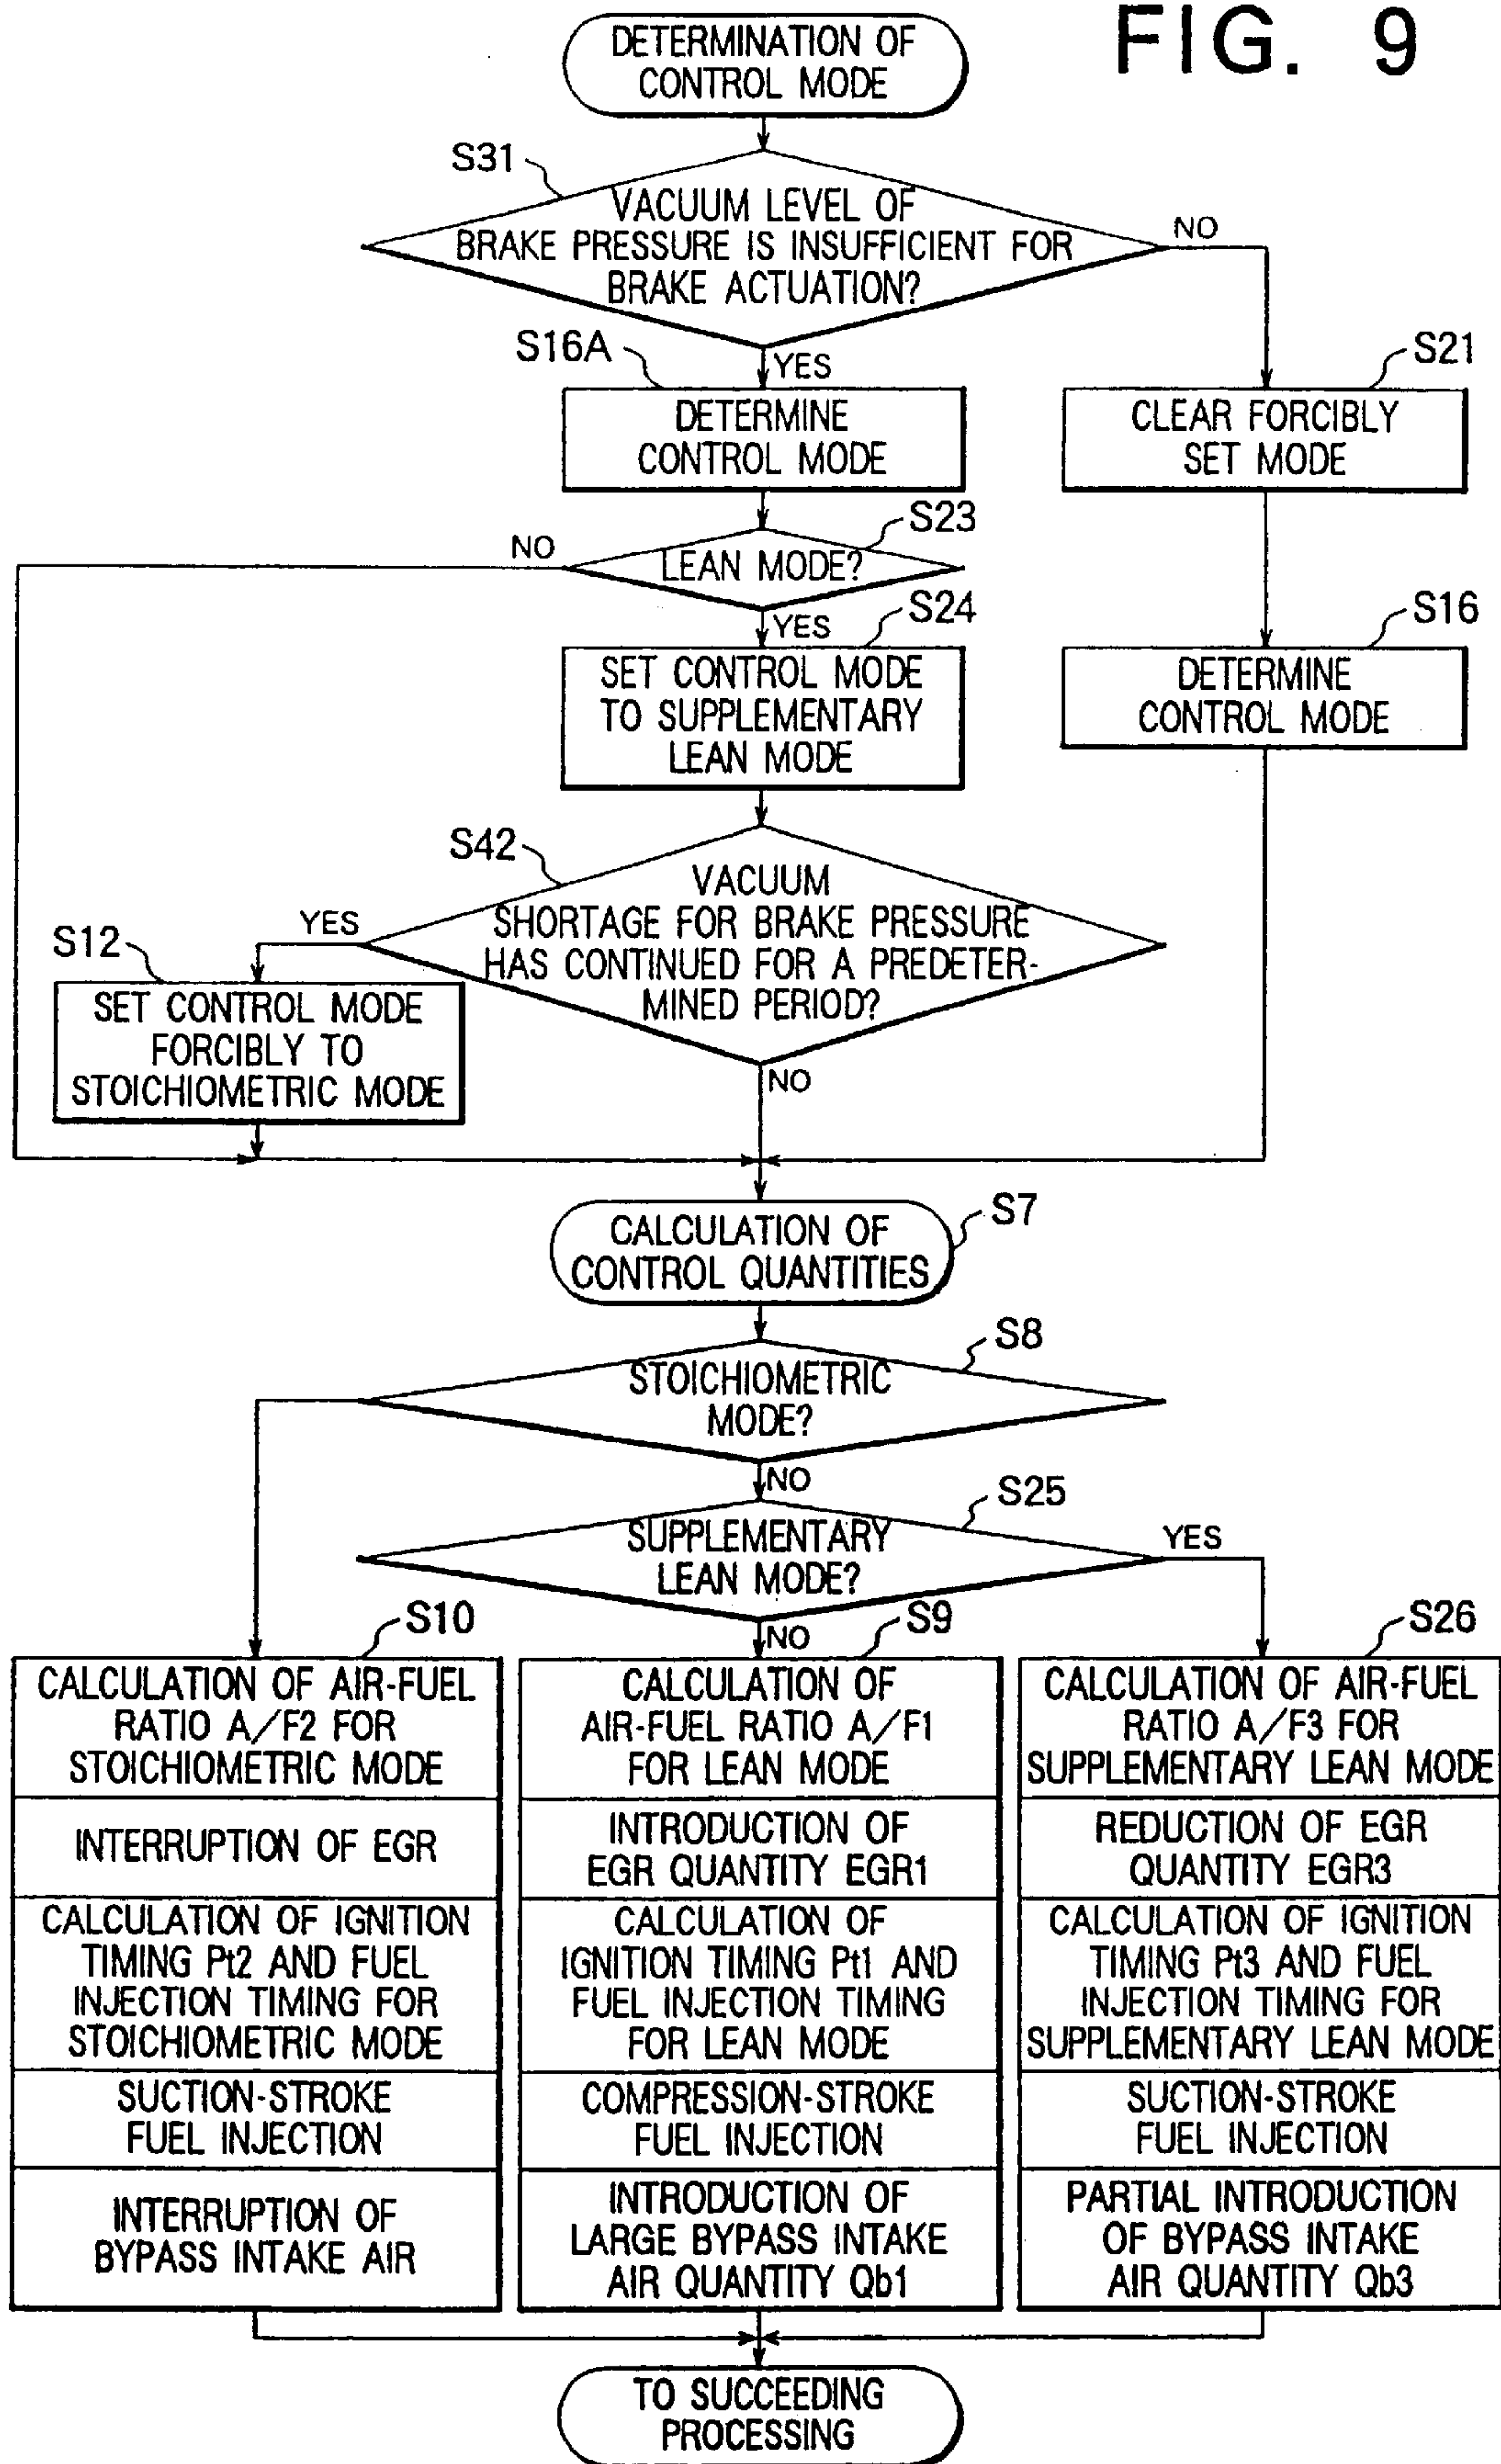 FIG. 9
DETERMINATION OF
CONTROL MODE
S31
VACUUM LEVEL OF
BRAKE PRESSURE IS INSUFFICIENT FOR
BRAKE ACTUATION?
NO
YES
S16A
DETERMINE
CONTROL MODE
S21
CLEAR FORCIBLY
SET MODE
S23
LEAN MODE?
NO
YES
S24
SET CONTROL MODE
TO SUPPLEMENTARY
LEAN MODE
S16
DETERMINE
CONTROL MODE
S42
VACUUM
SHORTAGE FOR BRAKE PRESSURE
HAS CONTINUED FOR A PREDETER-
MINED PERIOD?
YES
NO
S12
SET CONTROL MODE
FORCIBLY TO
STOICHIOMETRIC MODE
S7
CALCULATION OF
CONTROL QUANTITIES
S8
STOICHIOMETRIC
MODE?
NO
S25
SUPPLEMENTARY
LEAN MODE?
YES
NO
S10
CALCULATION OF AIR-FUEL
RATIO A/F2 FOR
STOICHIOMETRIC MODE
INTERRUPTION OF EGR
CALCULATION OF IGNITION
TIMING Pt2 AND FUEL
INJECTION TIMING FOR
STOICHIOMETRIC MODE
SUCTION-STROKE
FUEL INJECTION
INTERRUPTION OF
BYPASS INTAKE AIR
S9
CALCULATION OF
AIR-FUEL RATIO A/F1
FOR LEAN MODE
INTRODUCTION OF
EGR QUANTITY EGR1
CALCULATION OF
IGNITION TIMING Pt1 AND
FUEL INJECTION TIMING
FOR LEAN MODE
COMPRESSION-STROKE
FUEL INJECTION
INTRODUCTION OF
LARGE BYPASS INTAKE
AIR QUANTITY Qb1
S26
CALCULATION OF AIR-FUEL
RATIO A/F3 FOR
SUPPLEMENTARY LEAN MODE
REDUCTION OF EGR
QUANTITY EGR3
CALCULATION OF IGNITION
TIMING Pt3 AND FUEL
INJECTION TIMING FOR
SUPPLEMENTARY LEAN MODE
SUCTION-STROKE
FUEL INJECTION
PARTIAL INTRODUCTION
OF BYPASS INTAKE
AIR QUANTITY Qb3
TO SUCCEEDING
PROCESSING